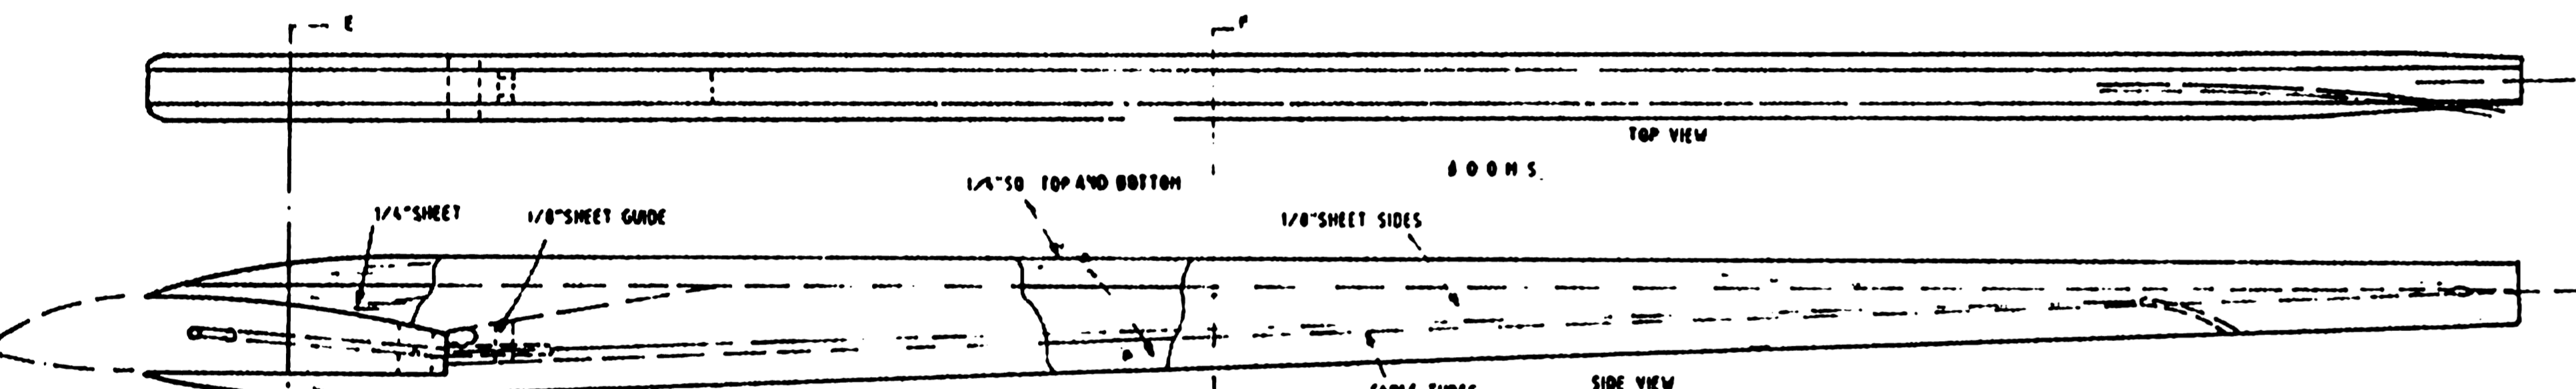 E
F
TOP VIEW
BOOMS
1/4"SQ TOP AND BOTTOM
1/4"SHEET
1/8"SHEET GUIDE
1/8"SHEET SIDES
SIDE VIEW